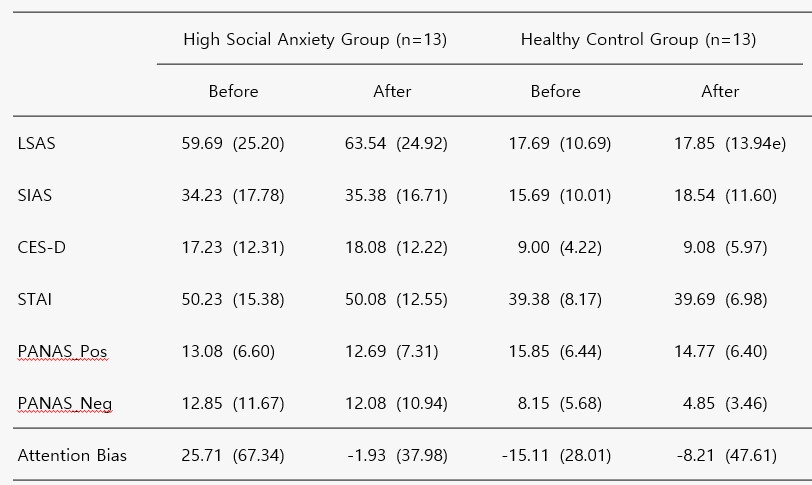 High Social Anxiety Group (n=13) Healthy Control Group (n=13)
Before After Before After
LSAS 59.69 (25.20) 63.54 (24.92) 17.69 (10.69) 17.85 (13.94e)
SIAS 34.23 (17.78) 35.38 (16.71) 15.69 (10.01) 18.54 (11.60)
CES-D 17.23 (12.31) 18.08 (12.22) 9.00 (4.22) 9.08 (5.97)
STAI 50.23 (15.38) 50.08 (12.55) 39.38 (8.17) 39.69 (6.98)
PANAS_Pos 13.08 (6.60) 12.69 (7.31) 15.85 (6.44) 14.77 (6.40)
PANAS_Neg 12.85 (11.67) 12.08 (10.94) 8.15 (5.68) 4.85 (3.46)
Attention Bias 25.71 (67.34) -1.93 (37.98) -15.11 (28.01) -8.21 (47.61)